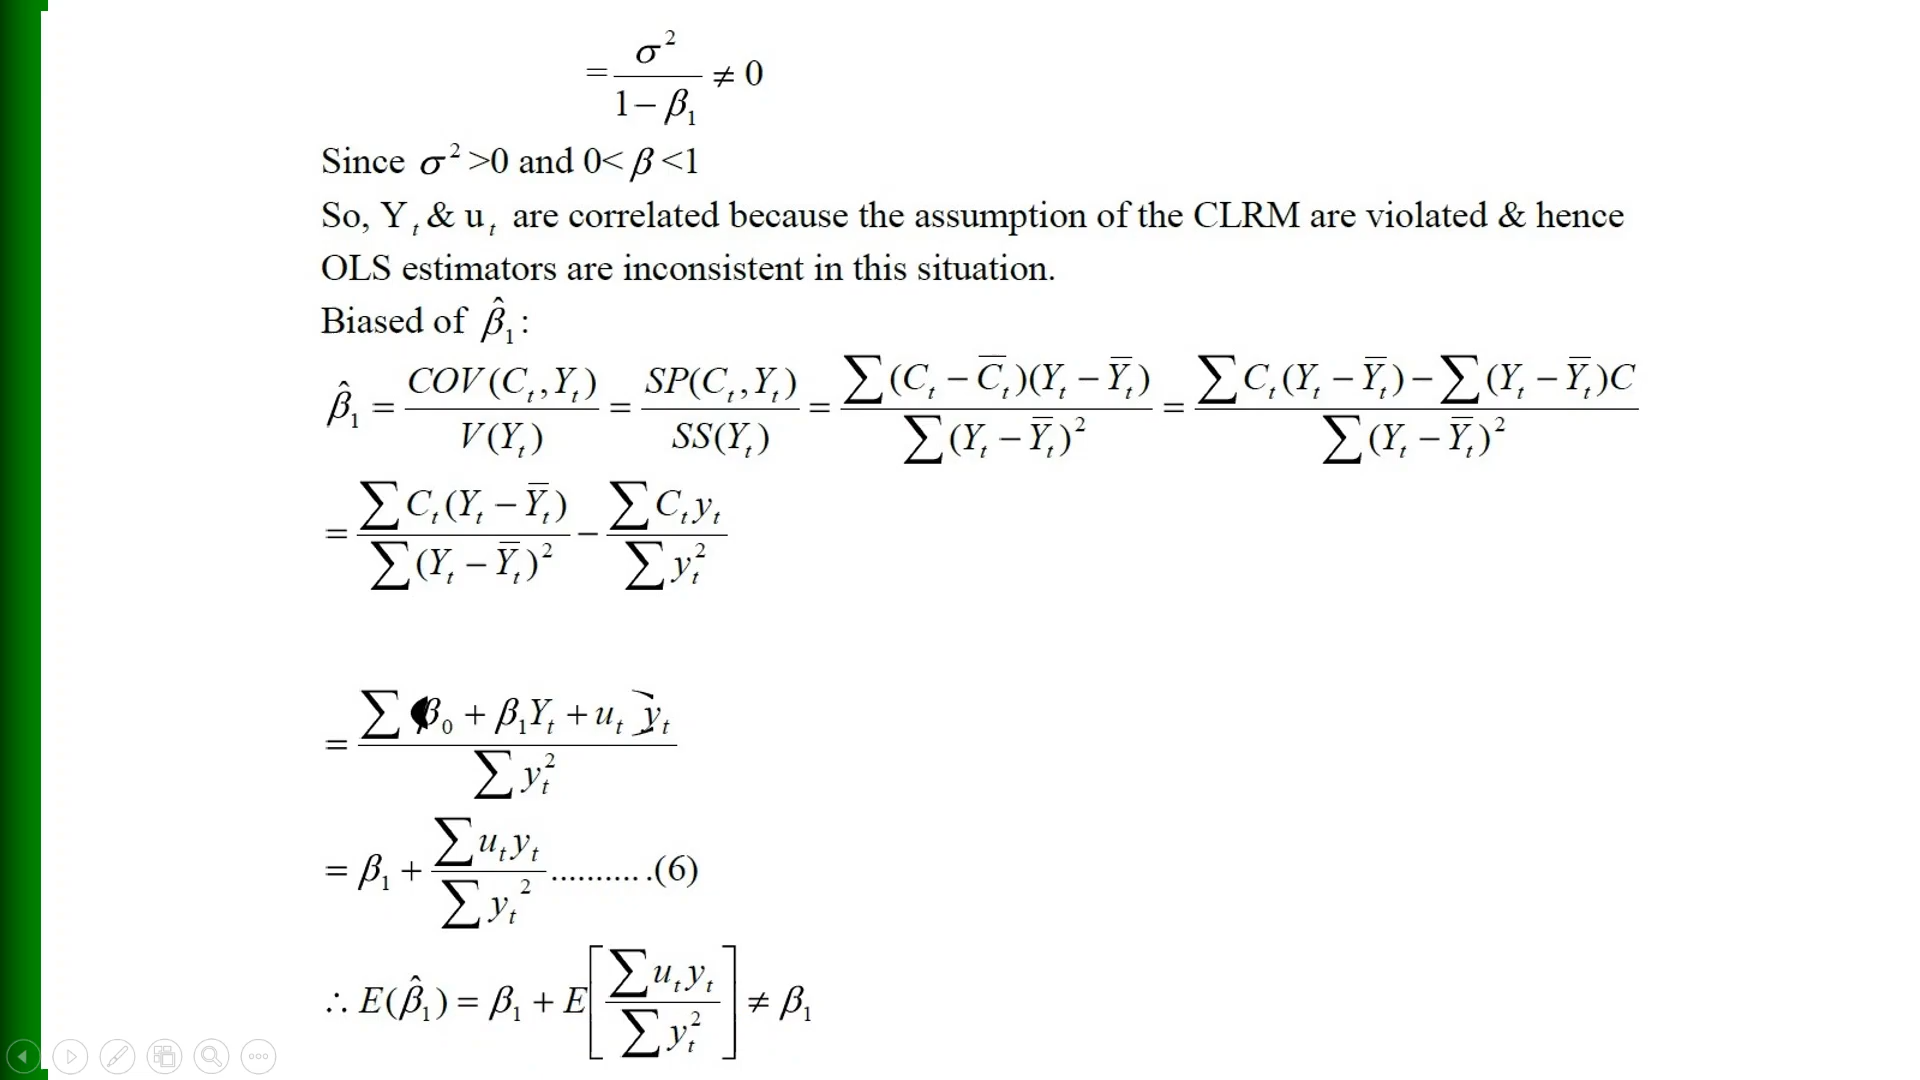 = σ² / (1 − β₁) ≠ 0
Since σ² >0 and 0< β <1
So, Y ₜ & u ₜ are correlated because the assumption of the CLRM are violated & hence
OLS estimators are inconsistent in this situation.
Biased of β̂₁ :
β̂₁ = COV(Cₜ, Yₜ) / V(Yₜ) = SP(Cₜ, Yₜ) / SS(Yₜ) = ∑(Cₜ − C̄ₜ)(Yₜ − Ȳₜ) / ∑(Yₜ − Ȳₜ)² = ∑Cₜ(Yₜ − Ȳₜ) − ∑(Yₜ − Ȳₜ)C / ∑(Yₜ − Ȳₜ)²
= ∑Cₜ(Yₜ − Ȳₜ) / ∑(Yₜ − Ȳₜ)² − ∑Cₜyₜ / ∑yₜ²
= ∑(β₀ + β₁Yₜ + uₜ)yₜ / ∑yₜ²
= β₁ + ∑uₜyₜ / ∑yₜ² ...........(6)
∴ E(β̂₁) = β₁ + E[∑uₜyₜ / ∑yₜ²] ≠ β₁